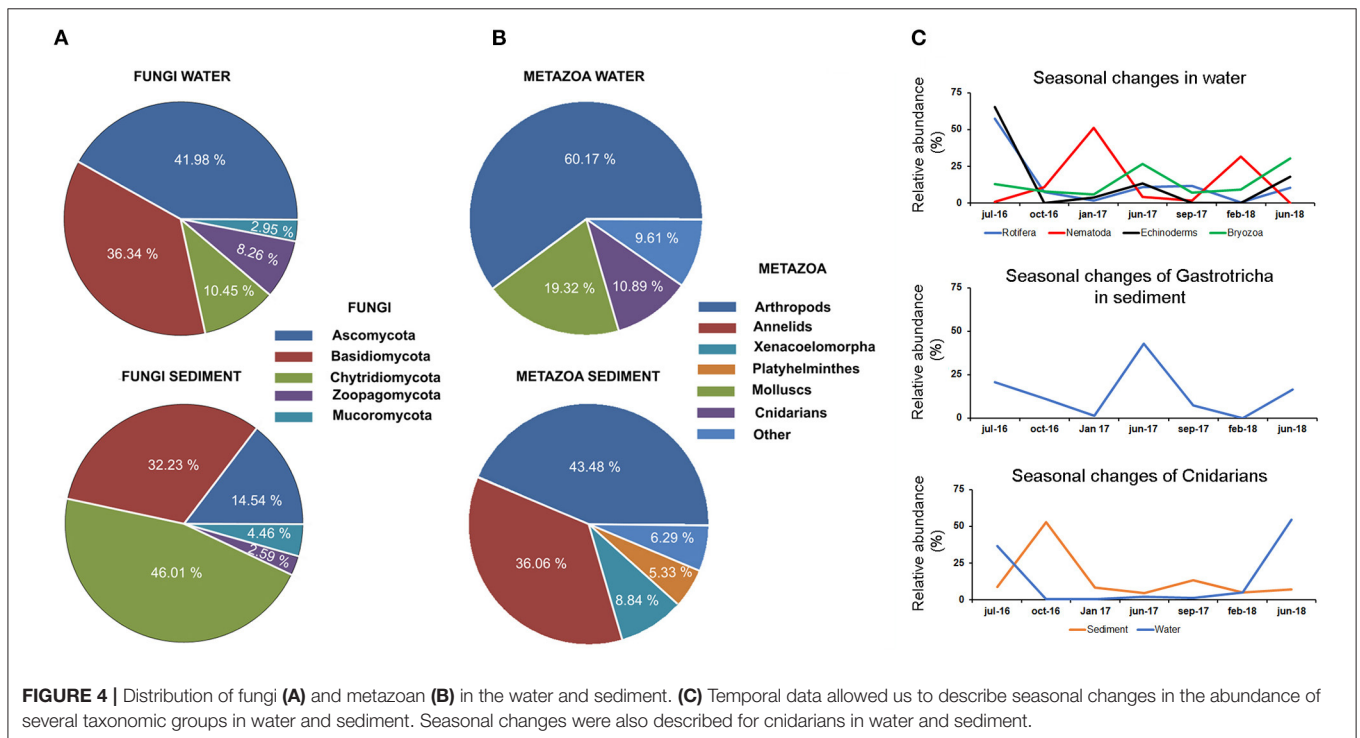 A
B
C
FUNGI WATER
41.98 %
2.95 %
8.26 %
10.45 %
36.34 %
FUNGI
Ascomycota
Basidiomycota
Chytridiomycota
Zoopagomycota
Mucoromycota
FUNGI SEDIMENT
32.23 %
14.54 %
4.46 %
2.59 %
46.01 %
METAZOA WATER
60.17 %
9.61 %
10.89 %
19.32 %
METAZOA
Arthropods
Annelids
Xenacoelomorpha
Platyhelminthes
Molluscs
Cnidarians
Other
METAZOA SEDIMENT
43.48 %
6.29 %
5.33 %
8.84 %
36.06 %
Seasonal changes in water
Relative abundance
(%)
75
50
25
0
jul-16 oct-16 jan-17 jun-17 sep-17 feb-18 jun-18
Rotifera Nematoda Echinoderms Bryozoa
Seasonal changes of Gastrotricha
in sediment
Relative abundance
(%)
75
50
25
0
jul-16 oct-16 Jan 17 jun-17 sep-17 feb-18 jun-18
Seasonal changes of Cnidarians
Relative abundance
(%)
75
50
25
0
jul-16 oct-16 Jan 17 jun-17 sep-17 feb-18 jun-18
Sediment Water
FIGURE 4 | Distribution of fungi (A) and metazoan (B) in the water and sediment. (C) Temporal data allowed us to describe seasonal changes in the abundance of
several taxonomic groups in water and sediment. Seasonal changes were also described for cnidarians in water and sediment.